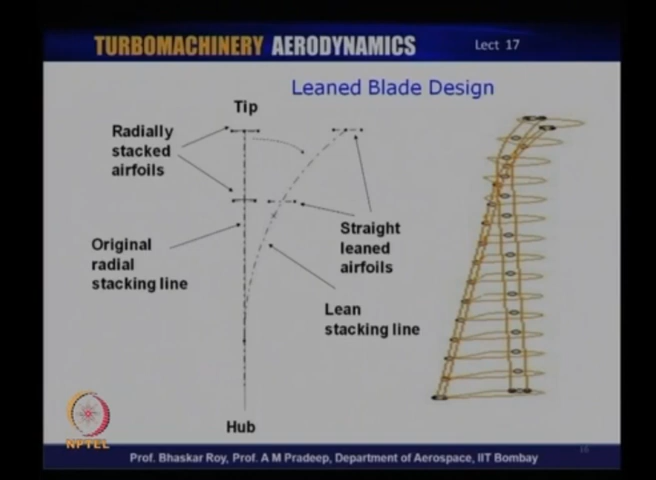 TURBOMACHINERY AERODYNAMICS
Lect 17
Leaned Blade Design
Tip
Radially
stacked
airfoils
Original
radial
stacking line
Straight
leaned
airfoils
Lean
stacking line
Hub
NPTEL
16
Prof. Bhaskar Roy, Prof. A M Pradeep, Department of Aerospace, IIT Bombay